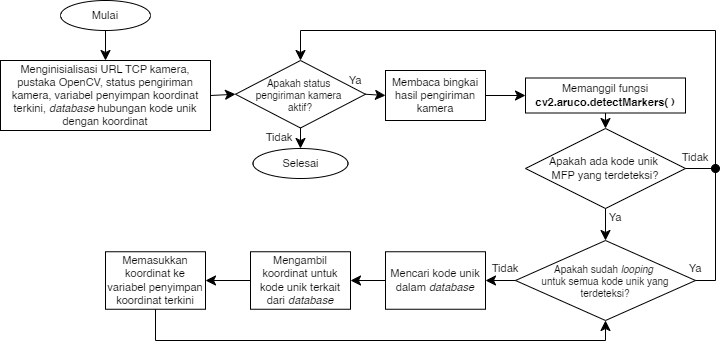 Mulai
Menginisialisasi URL TCP kamera,
pustaka OpenCV, status pengiriman
kamera, variabel penyimpan koordinat
terkini, database hubungan kode unik
dengan koordinat
Apakah status
pengiriman kamera
aktif?
Ya
Tidak
Selesai
Membaca bingkai
hasil pengiriman
kamera
Memanggil fungsi
cv2.aruco.detectMarkers( )
Apakah ada kode unik
MFP yang terdeteksi?
Tidak
Ya
Apakah sudah looping
untuk semua kode unik yang
terdeteksi?
Ya
Tidak
Mencari kode unik
dalam database
Mengambil
koordinat untuk
kode unik terkait
dari database
Memasukkan
koordinat ke
variabel penyimpan
koordinat terkini